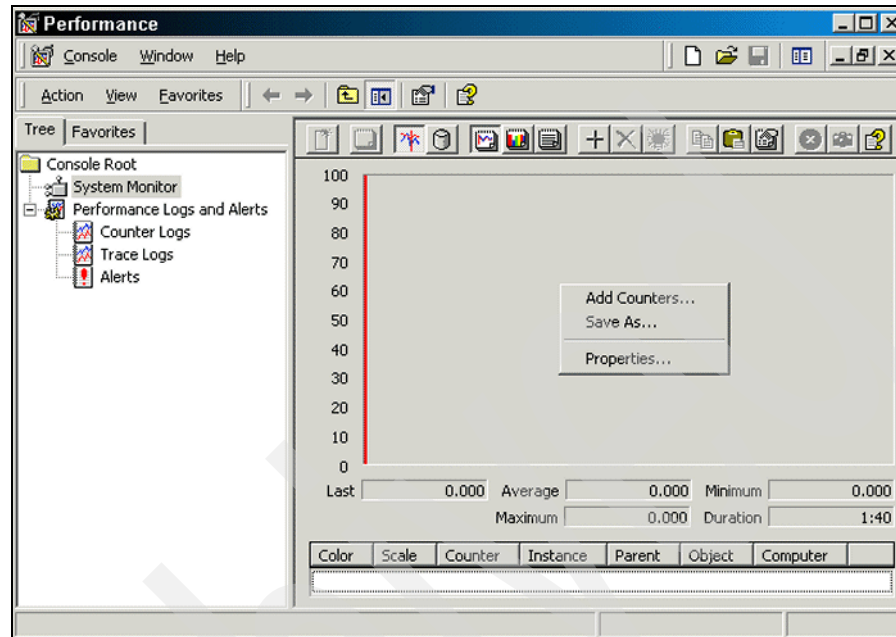 Performance
Console Window Help
Action View Favorites
Tree Favorites
Console Root
System Monitor
Performance Logs and Alerts
Counter Logs
Trace Logs
Alerts
100
90
80
70
60
50
40
30
20
10
0
Add Counters...
Save As...
Properties...
Last 0.000 Average 0.000 Minimum 0.000
Maximum 0.000 Duration 1:40
Color Scale Counter Instance Parent Object Computer